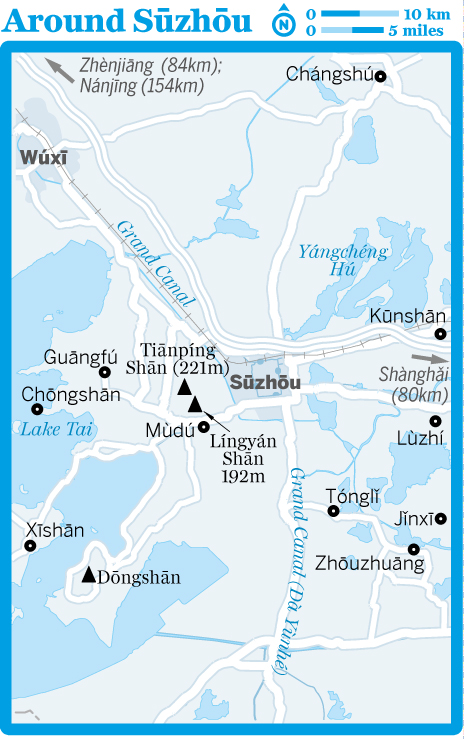 Around Sūzhōu
N
0 10 km
0 5 miles
Zhènjiāng (84km);
Nánjīng (154km)
Chángshú
Wúxī
Grand Canal
Yángchéng
Hú
Kūnshān
Tiānpíng
Shān (221m)
Guāngfú
Sūzhōu
Shànghǎi
(80km)
Chōngshān
Lake Tai
Mùdú
Língyán
Shān
192m
Lùzhí
Grand Canal (Dà Yùnhé)
Tónglǐ
Jǐnxī
Xīshān
Zhōuzhuāng
Dōngshān